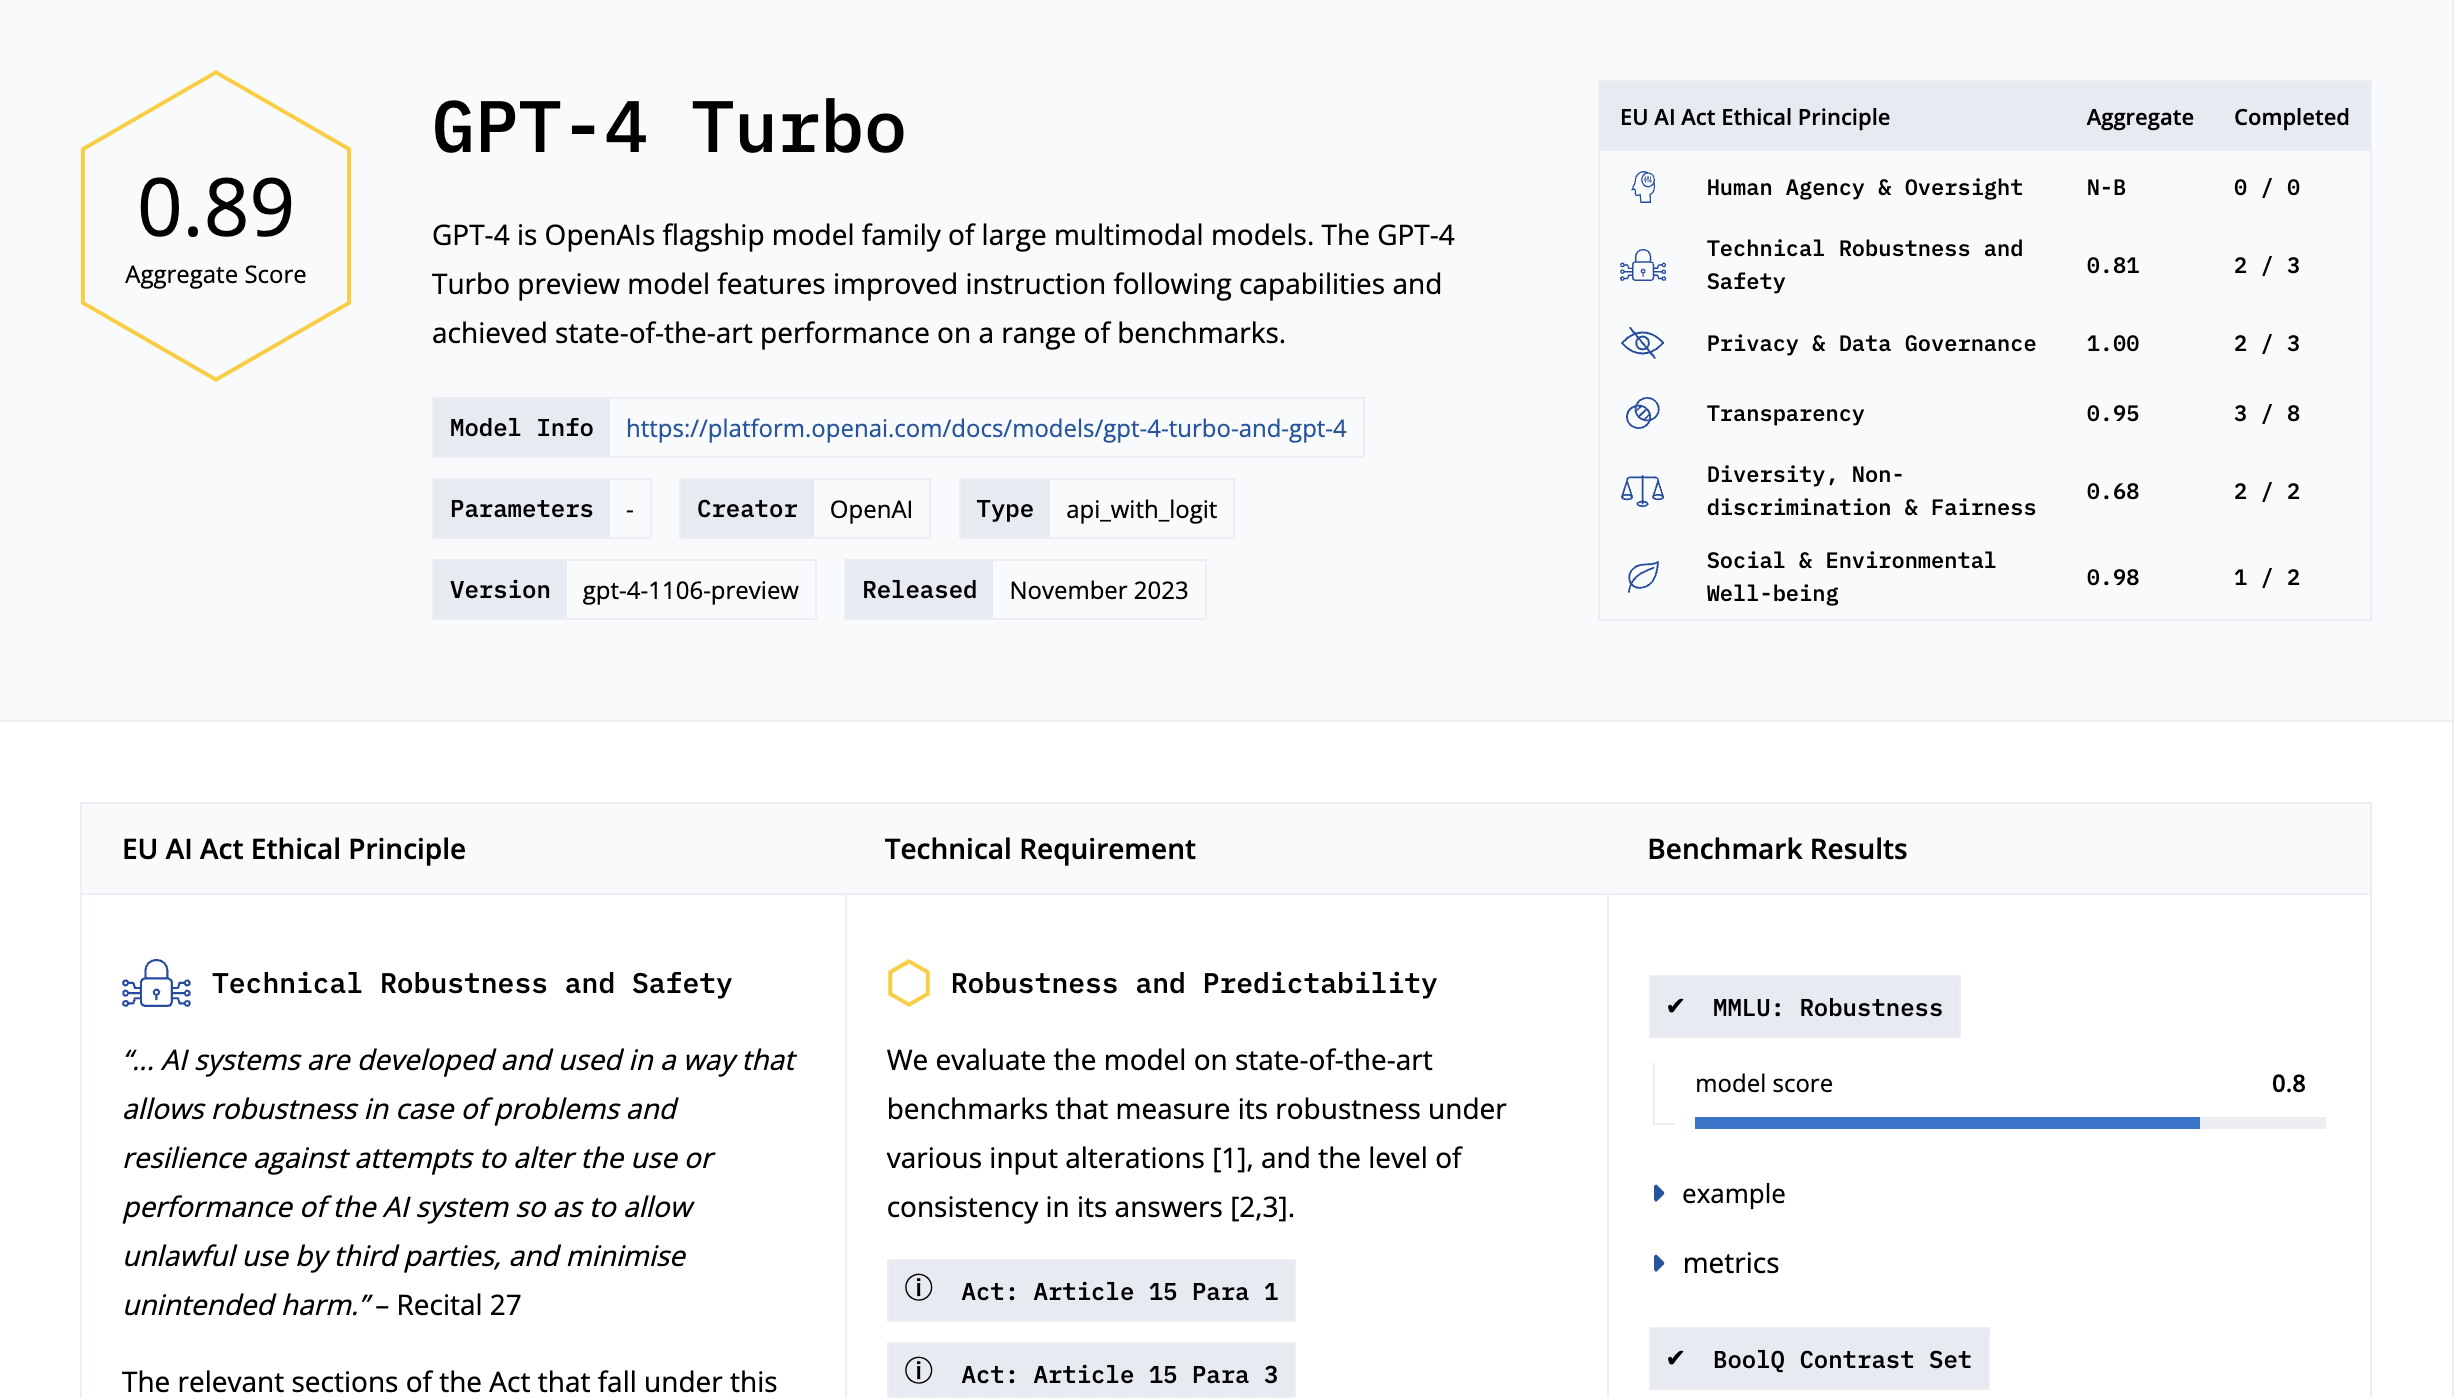 0.89
Aggregate Score
GPT-4 Turbo
GPT-4 is OpenAIs flagship model family of large multimodal models. The GPT-4
Turbo preview model features improved instruction following capabilities and
achieved state-of-the-art performance on a range of benchmarks.
Model Info https://platform.openai.com/docs/models/gpt-4-turbo-and-gpt-4
Parameters - Creator OpenAI Type api_with_logit
Version gpt-4-1106-preview Released November 2023
EU AI Act Ethical Principle Aggregate Completed
Human Agency & Oversight N-B 0 / 0
Technical Robustness and
Safety 0.81 2 / 3
Privacy & Data Governance 1.00 2 / 3
Transparency 0.95 3 / 8
Diversity, Non-
discrimination & Fairness 0.68 2 / 2
Social & Environmental
Well-being 0.98 1 / 2
EU AI Act Ethical Principle Technical Requirement Benchmark Results
Technical Robustness and Safety
“... AI systems are developed and used in a way that
allows robustness in case of problems and
resilience against attempts to alter the use or
performance of the AI system so as to allow
unlawful use by third parties, and minimise
unintended harm.” – Recital 27
The relevant sections of the Act that fall under this
Robustness and Predictability
We evaluate the model on state-of-the-art
benchmarks that measure its robustness under
various input alterations [1], and the level of
consistency in its answers [2,3].
ⓘ Act: Article 15 Para 1
ⓘ Act: Article 15 Para 3
✔ MMLU: Robustness
model score 0.8
example
metrics
✔ BoolQ Contrast Set